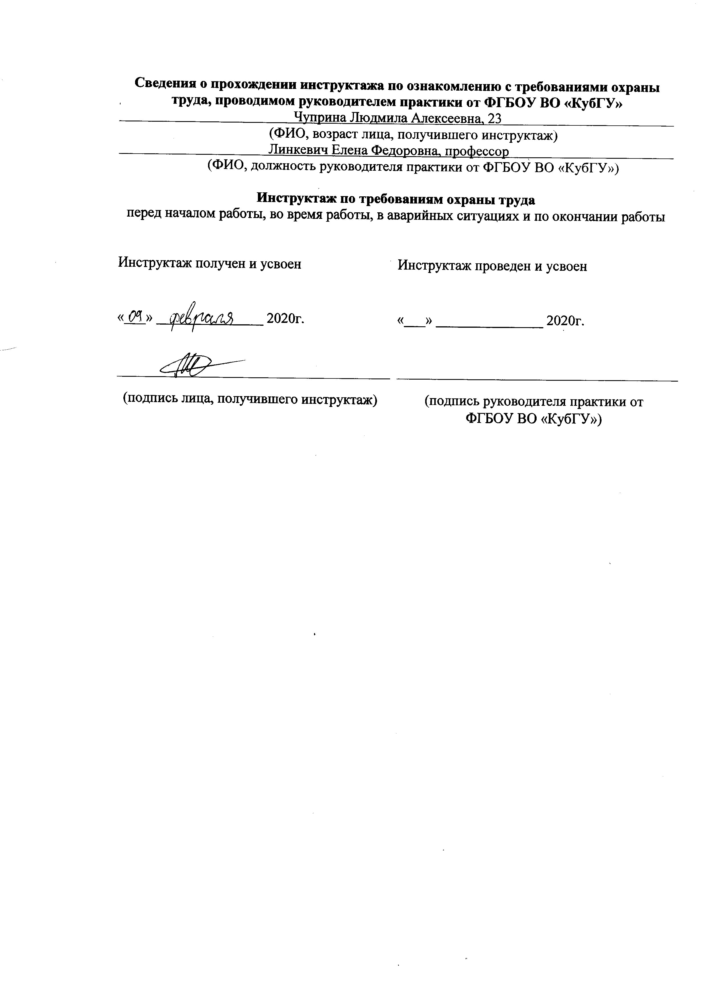 Сведения о прохождении инструктажа по ознакомлению с требованиями охраны
труда, проводимом руководителем практики от ФГБОУ ВО «КубГУ»
Чуприна Людмила Алексеевна, 23
(ФИО, возраст лица, получившего инструктаж)
Линкевич Елена Федоровна, профессор
(ФИО, должность руководителя практики от ФГБОУ ВО «КубГУ»)
Инструктаж по требованиям охраны труда
перед началом работы, во время работы, в аварийных ситуациях и по окончании работы
Инструктаж получен и усвоен
Инструктаж проведен и усвоен
«09» февраля 2020г.
«___» _______________ 2020г.
(подпись лица, получившего инструктаж)
(подпись руководителя практики от
ФГБОУ ВО «КубГУ»)